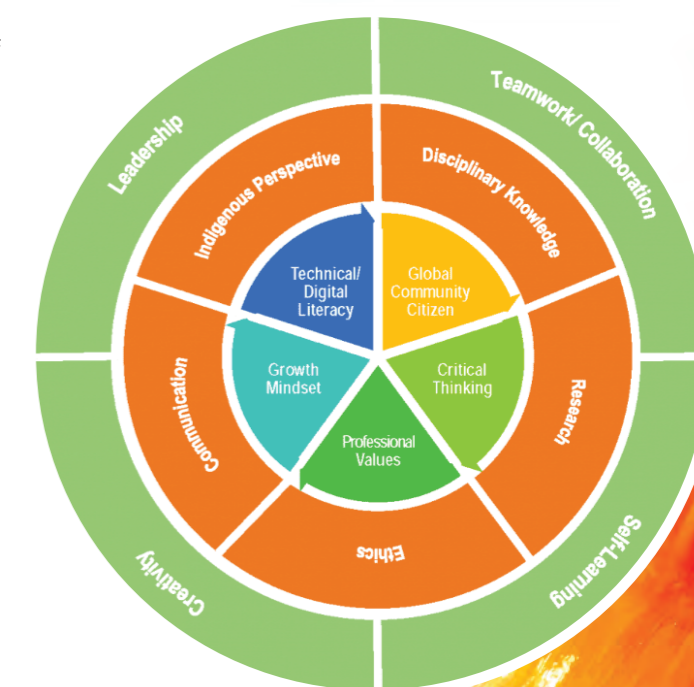 Leadership
Teamwork/ Collaboration
Indigenous Perspective
Disciplinary Knowledge
Technical/
Digital
Literacy
Global
Community
Citizen
Growth
Mindset
Critical
Thinking
Professional
Values
Communication
Research
Ethics
Creativity
Self-Learning